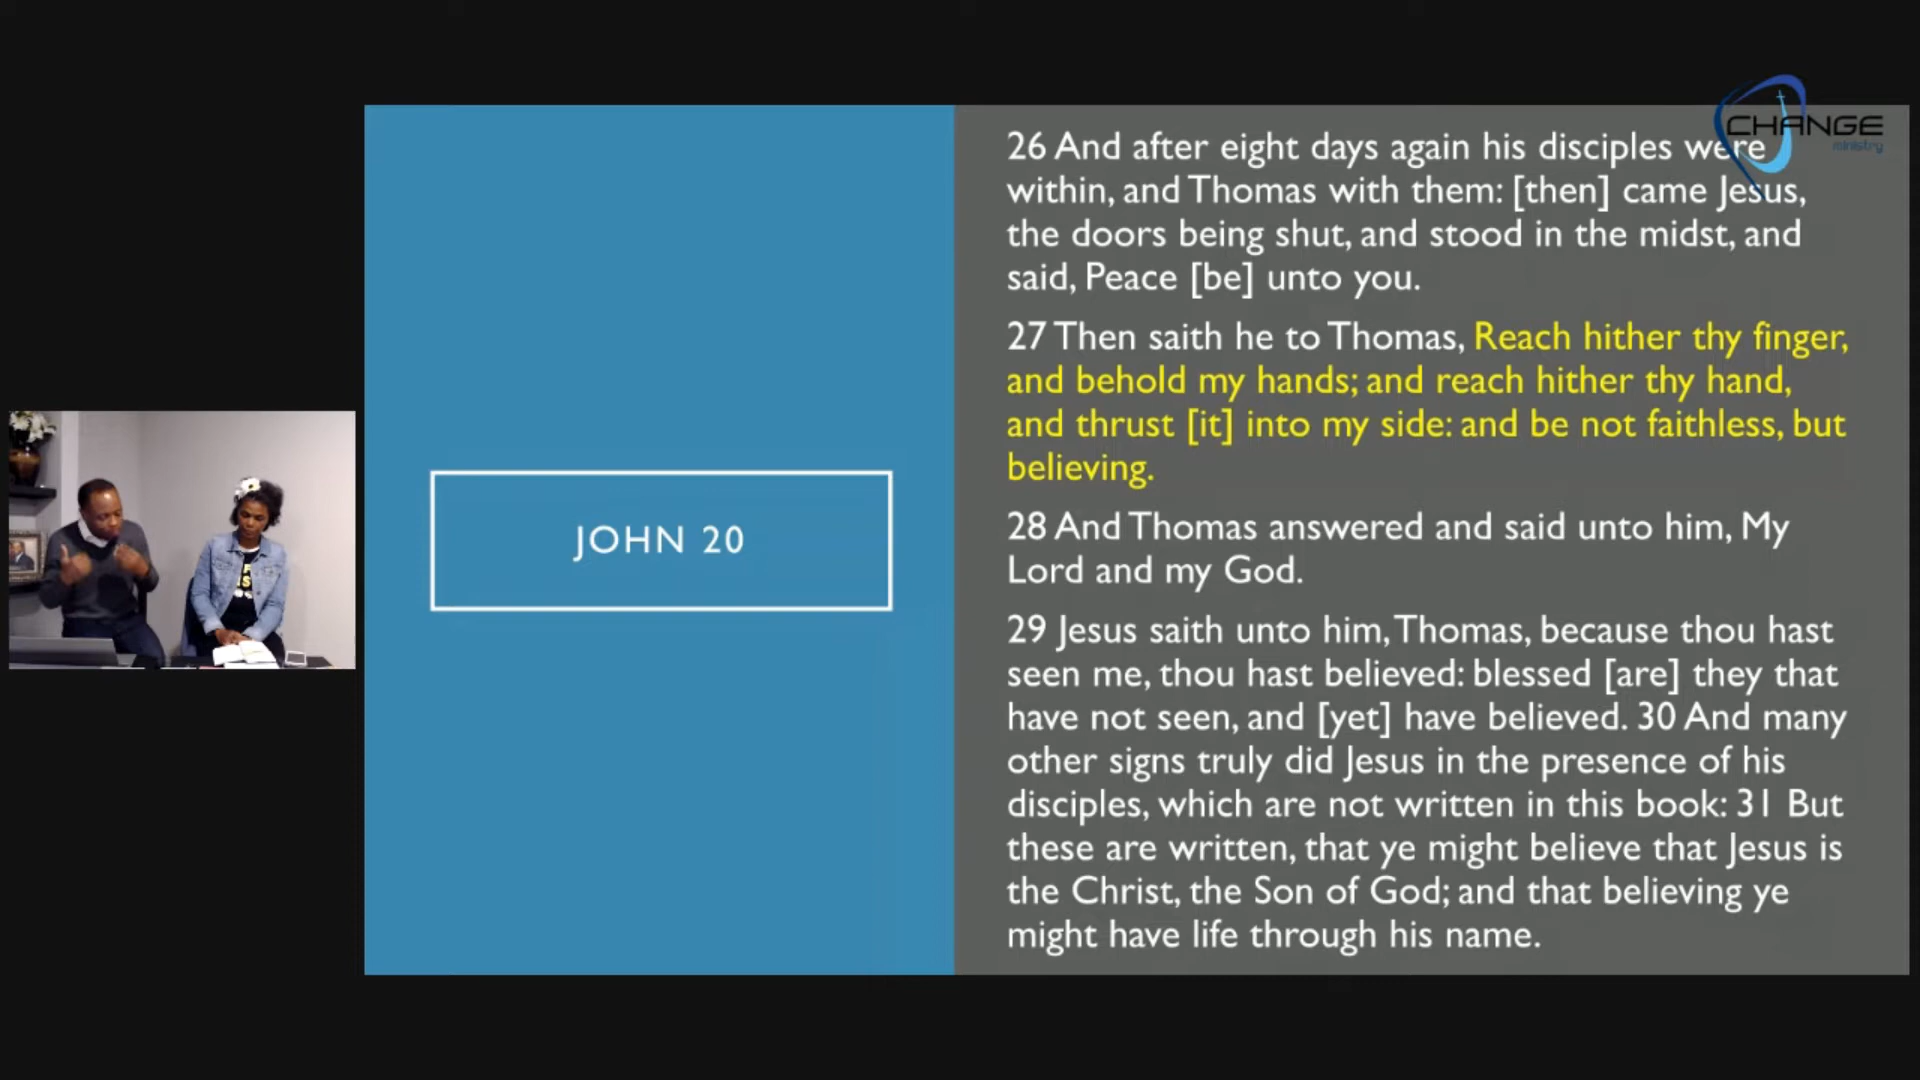 CHANGE
ministry
26 And after eight days again his disciples were
within, and Thomas with them: [then] came Jesus,
the doors being shut, and stood in the midst, and
said, Peace [be] unto you.
27 Then saith he to Thomas, Reach hither thy finger,
and behold my hands; and reach hither thy hand,
and thrust [it] into my side: and be not faithless, but
believing.
JOHN 20
28 And Thomas answered and said unto him, My
Lord and my God.
29 Jesus saith unto him, Thomas, because thou hast
seen me, thou hast believed: blessed [are] they that
have not seen, and [yet] have believed. 30 And many
other signs truly did Jesus in the presence of his
disciples, which are not written in this book: 31 But
these are written, that ye might believe that Jesus is
the Christ, the Son of God; and that believing ye
might have life through his name.